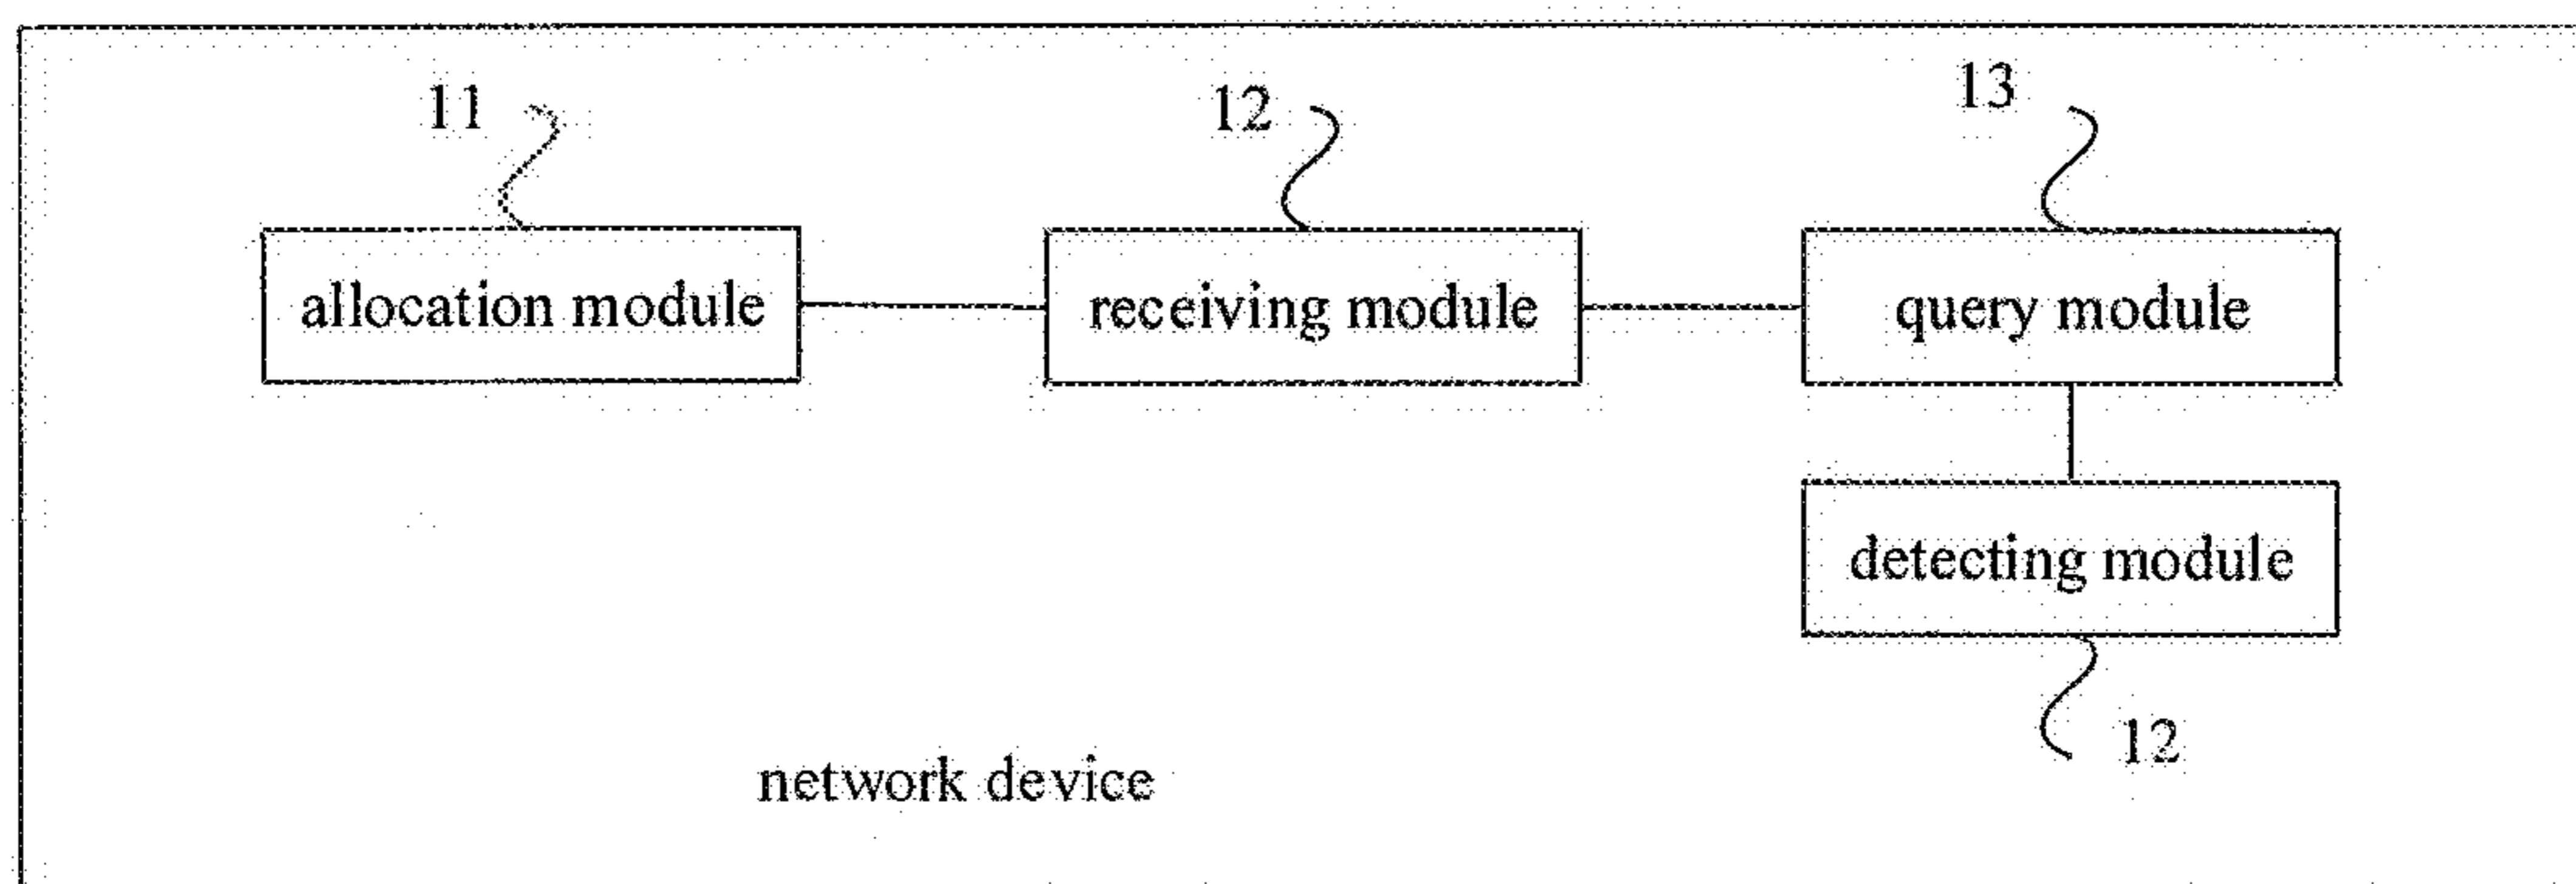 11
12
13
allocation module
receiving module
query module
detecting module
12
network device